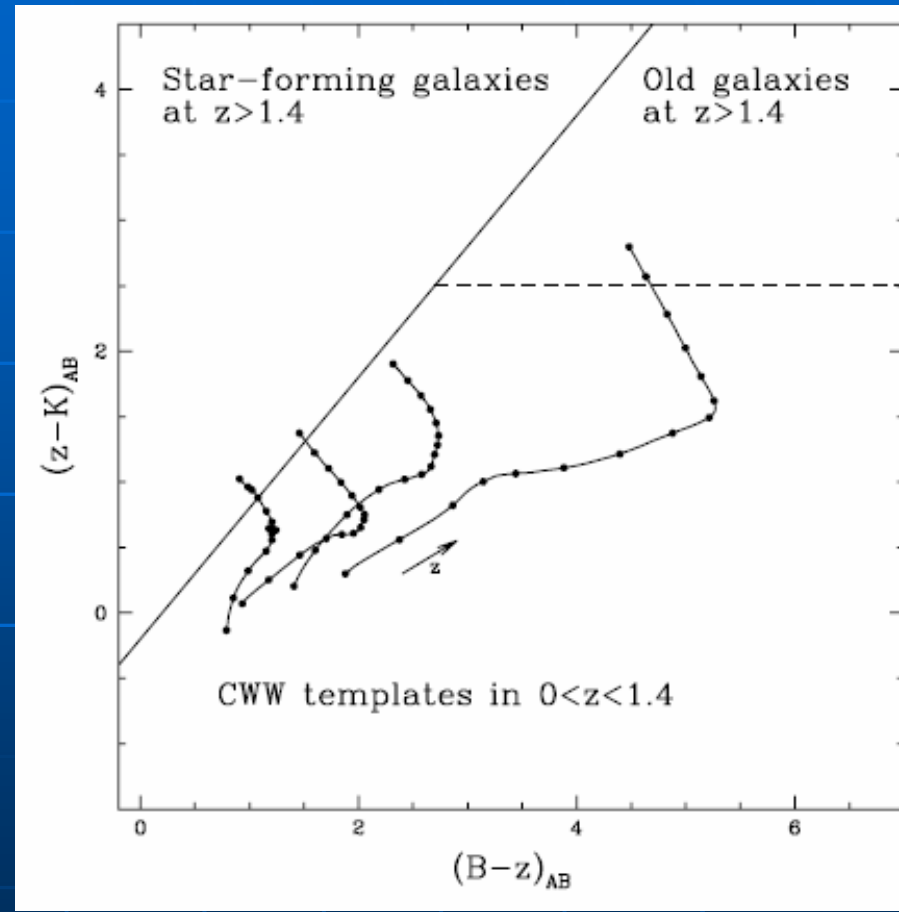 Star-forming galaxies
at z>1.4
Old galaxies
at z>1.4
4
2
0
(z-K)AB
z
CWW templates in 0<z<1.4
0
2
4
6
(B-z)AB